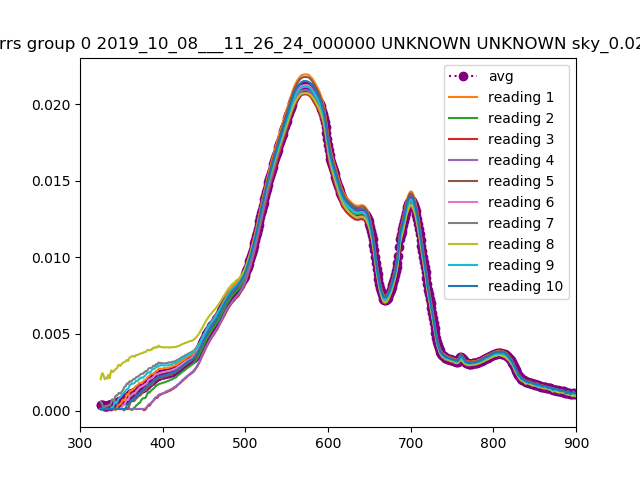 rrs group 0 2019_10_08___11_26_24_000000 UNKNOWN UNKNOWN sky_0.02
avg
reading 1
reading 2
reading 3
reading 4
reading 5
reading 6
reading 7
reading 8
reading 9
reading 10
0.020
0.015
0.010
0.005
0.000
300 400 500 600 700 800 900